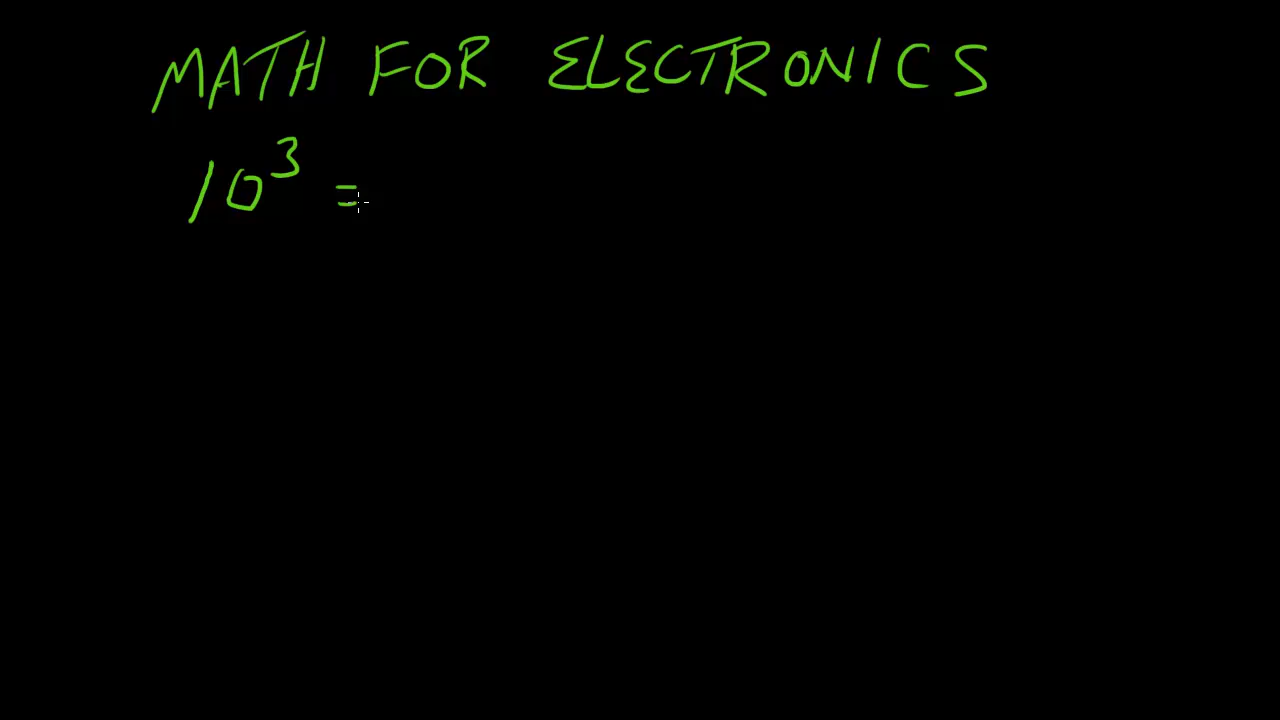 MATH FOR ELECTRONICS
10³ =